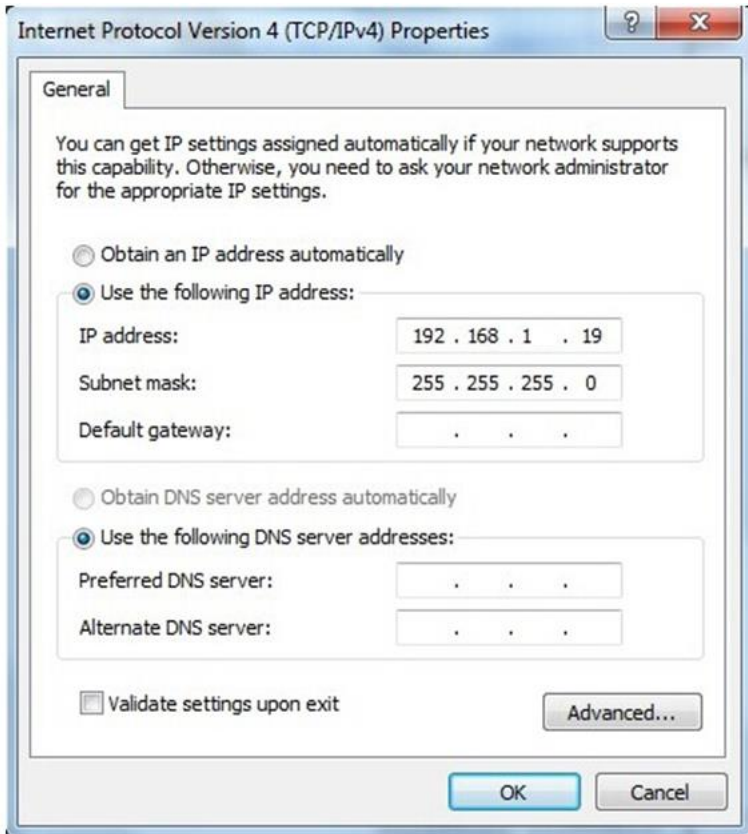 Internet Protocol Version 4 (TCP/IPv4) Properties
?
X
General
You can get IP settings assigned automatically if your network supports
this capability. Otherwise, you need to ask your network administrator
for the appropriate IP settings.
Obtain an IP address automatically
Use the following IP address:
IP address: 192 . 168 . 1 . 19
Subnet mask: 255 . 255 . 255 . 0
Default gateway: . . .
Obtain DNS server address automatically
Use the following DNS server addresses:
Preferred DNS server: . . .
Alternate DNS server: . . .
Validate settings upon exit
Advanced...
OK Cancel